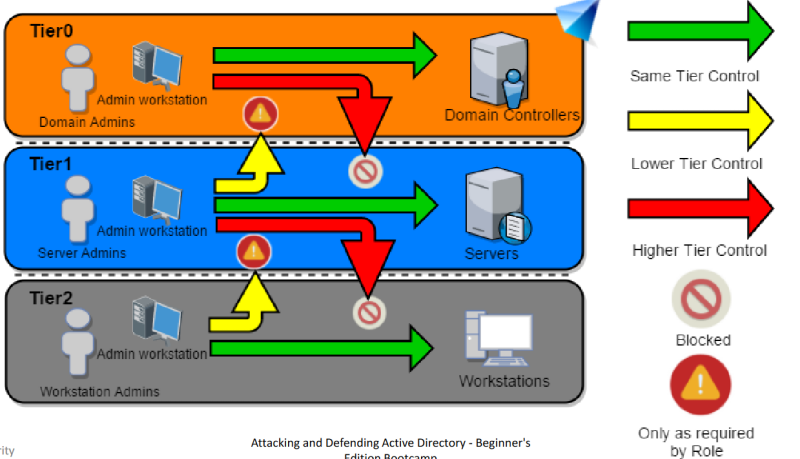 Tier0
Admin workstation
Domain Admins
Domain Controllers
Tier1
Admin workstation
Server Admins
Servers
Tier2
Admin workstation
Workstation Admins
Workstations
Same Tier Control
Lower Tier Control
Higher Tier Control
Blocked
Only as required
by Role
Attacking and Defending Active Directory - Beginner's
Edition Bootcamp